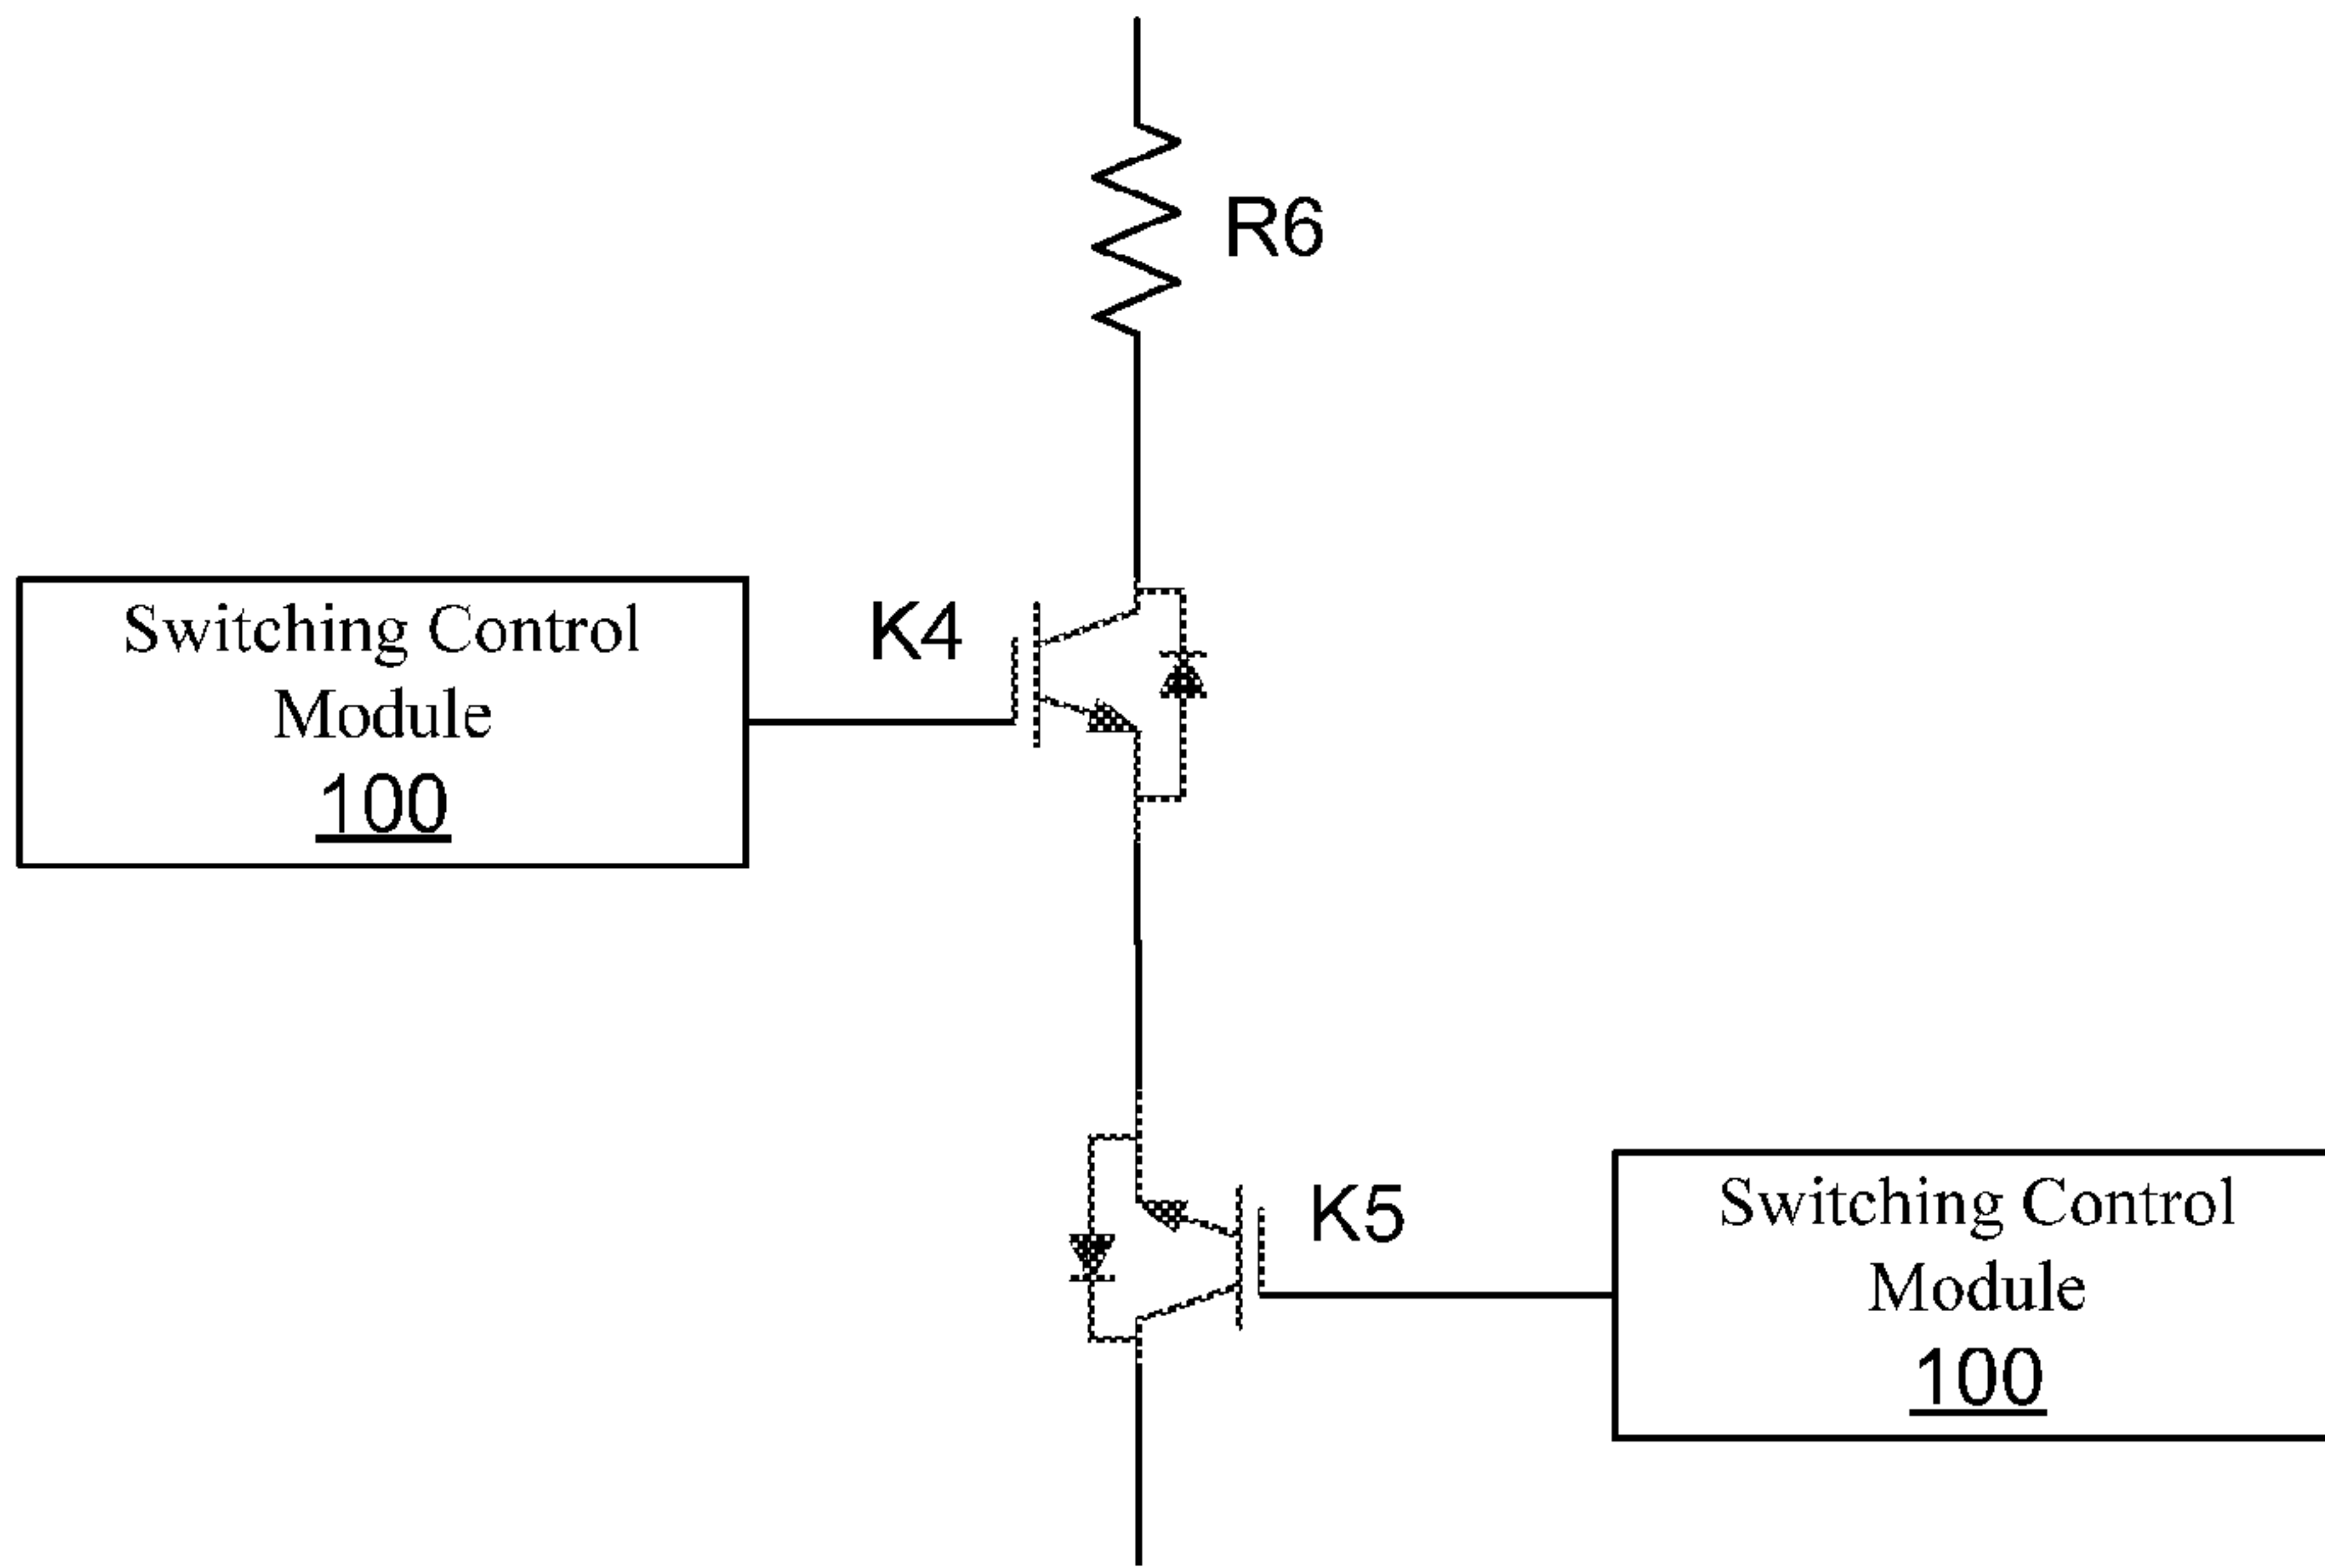 R6
K4
Switching Control
Module
100
K5
Switching Control
Module
100